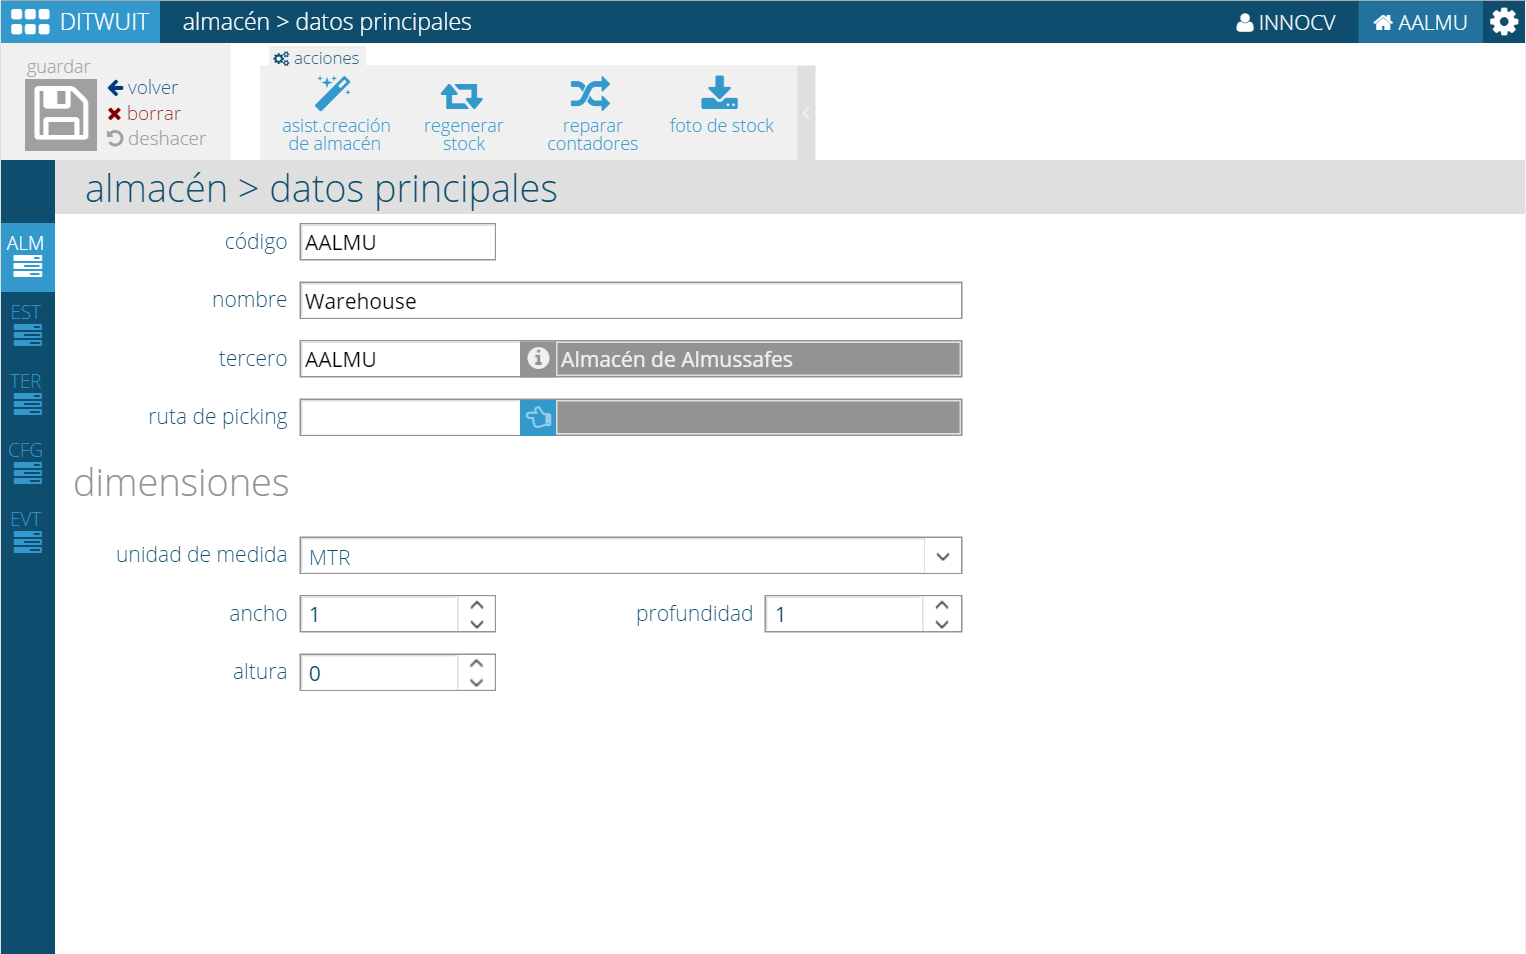 DITWUIT
almacén > datos principales
INNOCV
AALMU
guardar
volver
borrar
deshacer
acciones
asist.creación
de almacén
regenerar
stock
reparar
contadores
foto de stock
almacén > datos principales
ALM
EST
TER
CFG
EVT
código
AALMU
nombre
Warehouse
tercero
AALMU
Almacén de Almussafes
ruta de picking
dimensiones
unidad de medida
MTR
ancho
1
profundidad
1
altura
0